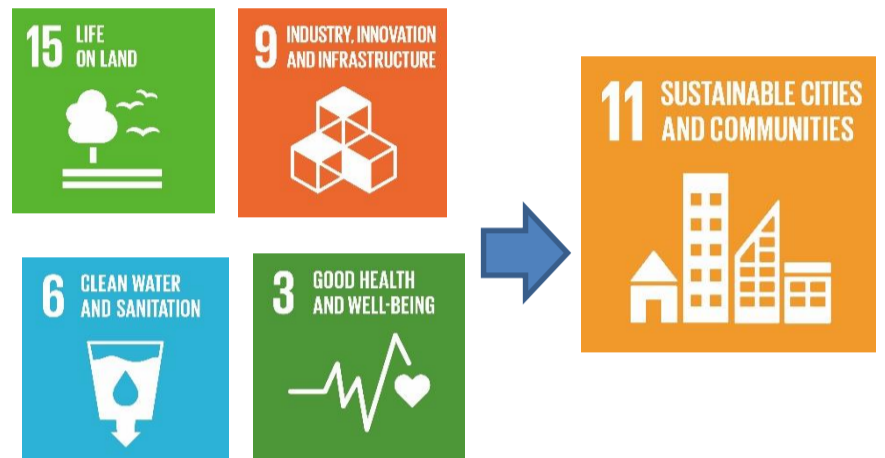 15 LIFE
ON LAND
9 INDUSTRY, INNOVATION
AND INFRASTRUCTURE
6 CLEAN WATER
AND SANITATION
3 GOOD HEALTH
AND WELL-BEING
11 SUSTAINABLE CITIES
AND COMMUNITIES